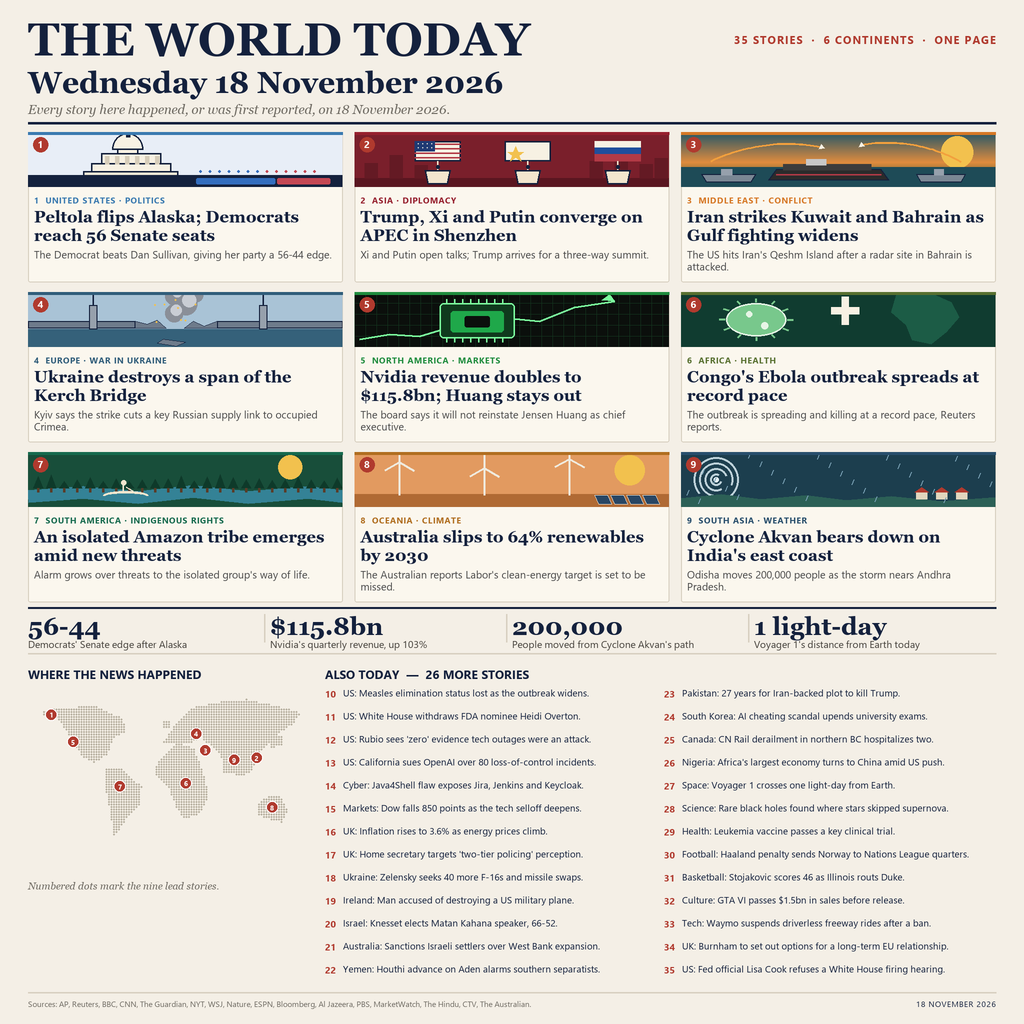 THE WORLD TODAY
35 STORIES · 6 CONTINENTS · ONE PAGE
Wednesday 18 November 2026
Every story here happened, or was first reported, on 18 November 2026.
1
1 UNITED STATES · POLITICS
Peltola flips Alaska; Democrats
reach 56 Senate seats
The Democrat beats Dan Sullivan, giving her party a 56-44 edge.
2
2 ASIA · DIPLOMACY
Trump, Xi and Putin converge on
APEC in Shenzhen
Xi and Putin open talks; Trump arrives for a three-way summit.
3
3 MIDDLE EAST · CONFLICT
Iran strikes Kuwait and Bahrain as
Gulf fighting widens
The US hits Iran's Qeshm Island after a radar site in Bahrain is
attacked.
4
4 EUROPE · WAR IN UKRAINE
Ukraine destroys a span of the
Kerch Bridge
Kyiv says the strike cuts a key Russian supply link to occupied
Crimea.
5
5 NORTH AMERICA · MARKETS
Nvidia revenue doubles to
$115.8bn; Huang stays out
The board says it will not reinstate Jensen Huang as chief
executive.
6
6 AFRICA · HEALTH
Congo's Ebola outbreak spreads at
record pace
The outbreak is spreading and killing at a record pace, Reuters
reports.
7
7 SOUTH AMERICA · INDIGENOUS RIGHTS
An isolated Amazon tribe emerges
amid new threats
Alarm grows over threats to the isolated group's way of life.
8
8 OCEANIA · CLIMATE
Australia slips to 64% renewables
by 2030
The Australian reports Labor's clean-energy target is set to be
missed.
9
9 SOUTH ASIA · WEATHER
Cyclone Akvan bears down on
India's east coast
Odisha moves 200,000 people as the storm nears Andhra
Pradesh.
56-44
Democrats' Senate edge after Alaska
$115.8bn
Nvidia's quarterly revenue, up 103%
200,000
People moved from Cyclone Akvan's path
1 light-day
Voyager 1's distance from Earth today
WHERE THE NEWS HAPPENED
1
5
4
3
9
2
7
6
8
Numbered dots mark the nine lead stories.
ALSO TODAY — 26 MORE STORIES
10 US: Measles elimination status lost as the outbreak widens.
11 US: White House withdraws FDA nominee Heidi Overton.
12 US: Rubio sees 'zero' evidence tech outages were an attack.
13 US: California sues OpenAI over 80 loss-of-control incidents.
14 Cyber: Java4Shell flaw exposes Jira, Jenkins and Keycloak.
15 Markets: Dow falls 850 points as the tech selloff deepens.
16 UK: Inflation rises to 3.6% as energy prices climb.
17 UK: Home secretary targets 'two-tier policing' perception.
18 Ukraine: Zelensky seeks 40 more F-16s and missile swaps.
19 Ireland: Man accused of destroying a US military plane.
20 Israel: Knesset elects Matan Kahana speaker, 66-52.
21 Australia: Sanctions Israeli settlers over West Bank expansion.
22 Yemen: Houthi advance on Aden alarms southern separatists.
23 Pakistan: 27 years for Iran-backed plot to kill Trump.
24 South Korea: AI cheating scandal upends university exams.
25 Canada: CN Rail derailment in northern BC hospitalizes two.
26 Nigeria: Africa's largest economy turns to China amid US push.
27 Space: Voyager 1 crosses one light-day from Earth.
28 Science: Rare black holes found where stars skipped supernova.
29 Health: Leukemia vaccine passes a key clinical trial.
30 Football: Haaland penalty sends Norway to Nations League quarters.
31 Basketball: Stojakovic scores 46 as Illinois routs Duke.
32 Culture: GTA VI passes $1.5bn in sales before release.
33 Tech: Waymo suspends driverless freeway rides after a ban.
34 UK: Burnham to set out options for a long-term EU relationship.
35 US: Fed official Lisa Cook refuses a White House firing hearing.
Sources: AP, Reuters, BBC, CNN, The Guardian, NYT, WSJ, Nature, ESPN, Bloomberg, Al Jazeera, PBS, MarketWatch, The Hindu, CTV, The Australian.
18 NOVEMBER 2026